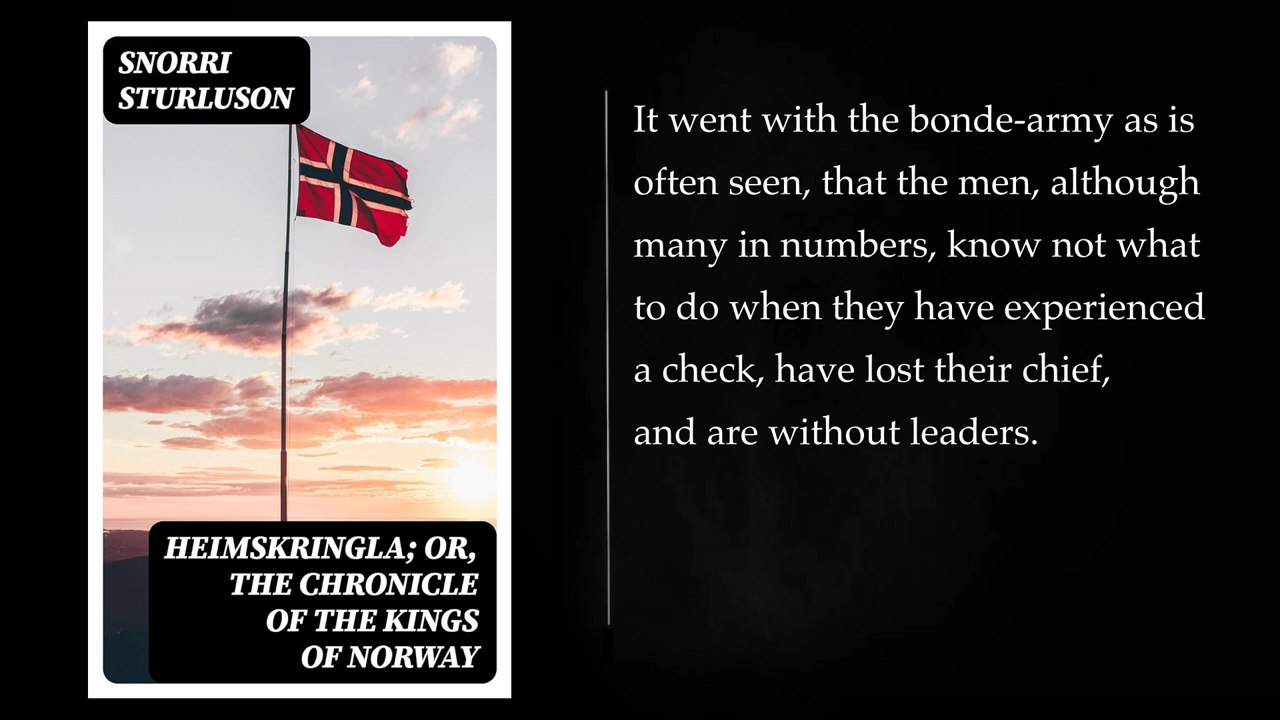 SNORRI
STURLUSON
HEIMSKRINGLA; OR,
THE CHRONICLE
OF THE KINGS
OF NORWAY
It went with the bonde-army as is
often seen, that the men, although
many in numbers, know not what
to do when they have experienced
a check, have lost their chief,
and are without leaders.